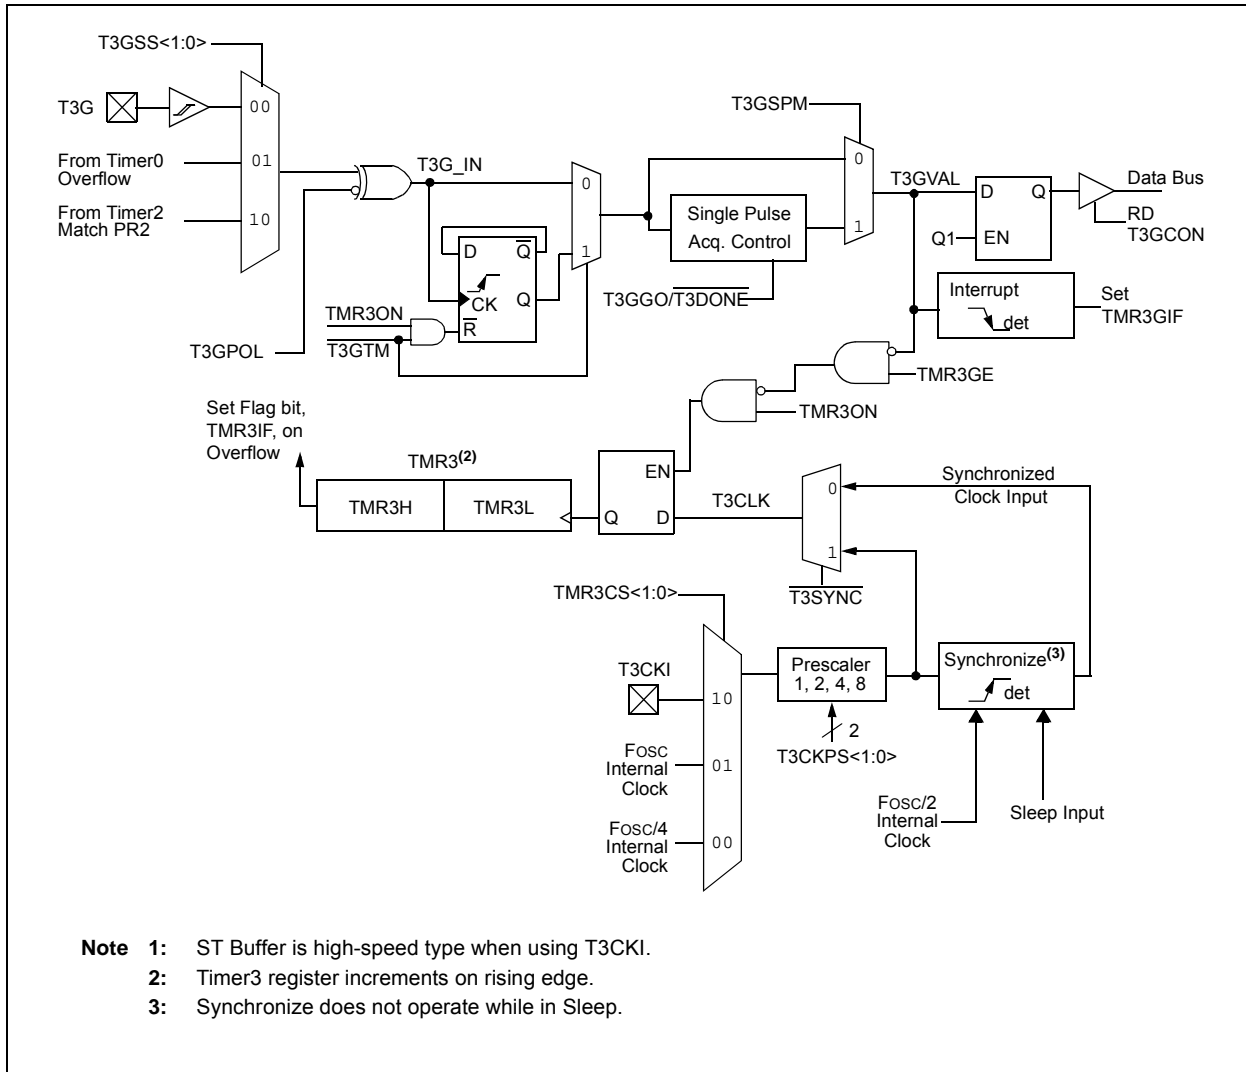 T3GSS<1:0>
T3G
00
From Timer0
Overflow
01
From Timer2
Match PR2
10
T3G_IN
T3GPOL
TMR3ON
T3GTM
D
Q
CK
Q
R
0
1
Single Pulse
Acq. Control
T3GGO/T3DONE
T3GSPM
0
1
T3GVAL
D
Q
Q1
EN
Data Bus
RD
T3GCON
Interrupt
det
Set
TMR3GIF
TMR3GE
TMR3ON
Set Flag bit,
TMR3IF, on
Overflow
TMR3(2)
TMR3H
TMR3L
EN
Q
D
T3CLK
0
1
T3SYNC
Synchronized
Clock Input
TMR3CS<1:0>
T3CKI
10
FOSC
Internal
Clock
01
FOSC/4
Internal
Clock
00
Prescaler
1, 2, 4, 8
2
T3CKPS<1:0>
Synchronize(3)
det
FOSC/2
Internal
Clock
Sleep Input
Note 1: ST Buffer is high-speed type when using T3CKI.
2: Timer3 register increments on rising edge.
3: Synchronize does not operate while in Sleep.